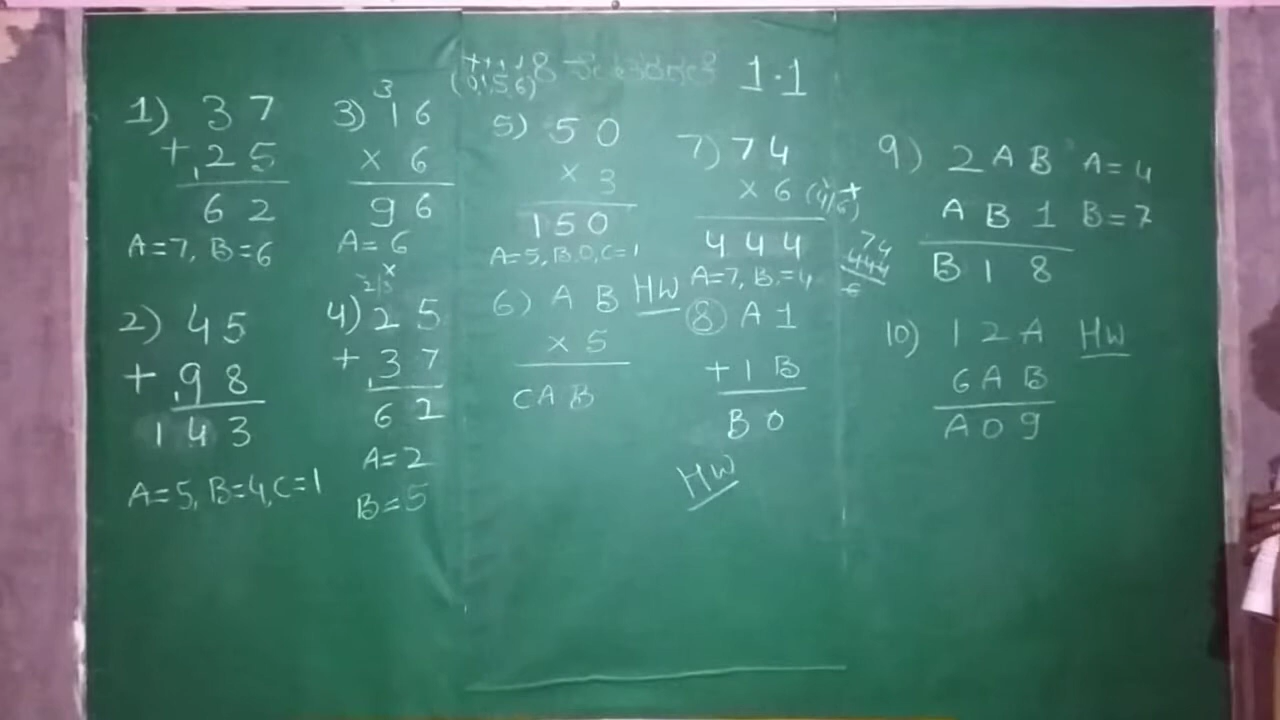 1.1
1) 37
+ 25
62
A=7, B=6
2) 45
+ 98
143
A=5, B=4, C=1
3
3) 16
× 6
96
A=6
4) 25
+ 37
62
A=2
B=5
5) 50
× 3
150
A=5, B.0, C=1
6) A B HW
× 5
C A B
7) 74
× 6 (4/6)
444
A=7, B=4
74
444
8 A 1
+ 1 B
B 0
HW
9) 2 A B A=4
A B 1 B=7
B 1 8
10) 1 2 A HW
6 A B
A 0 9